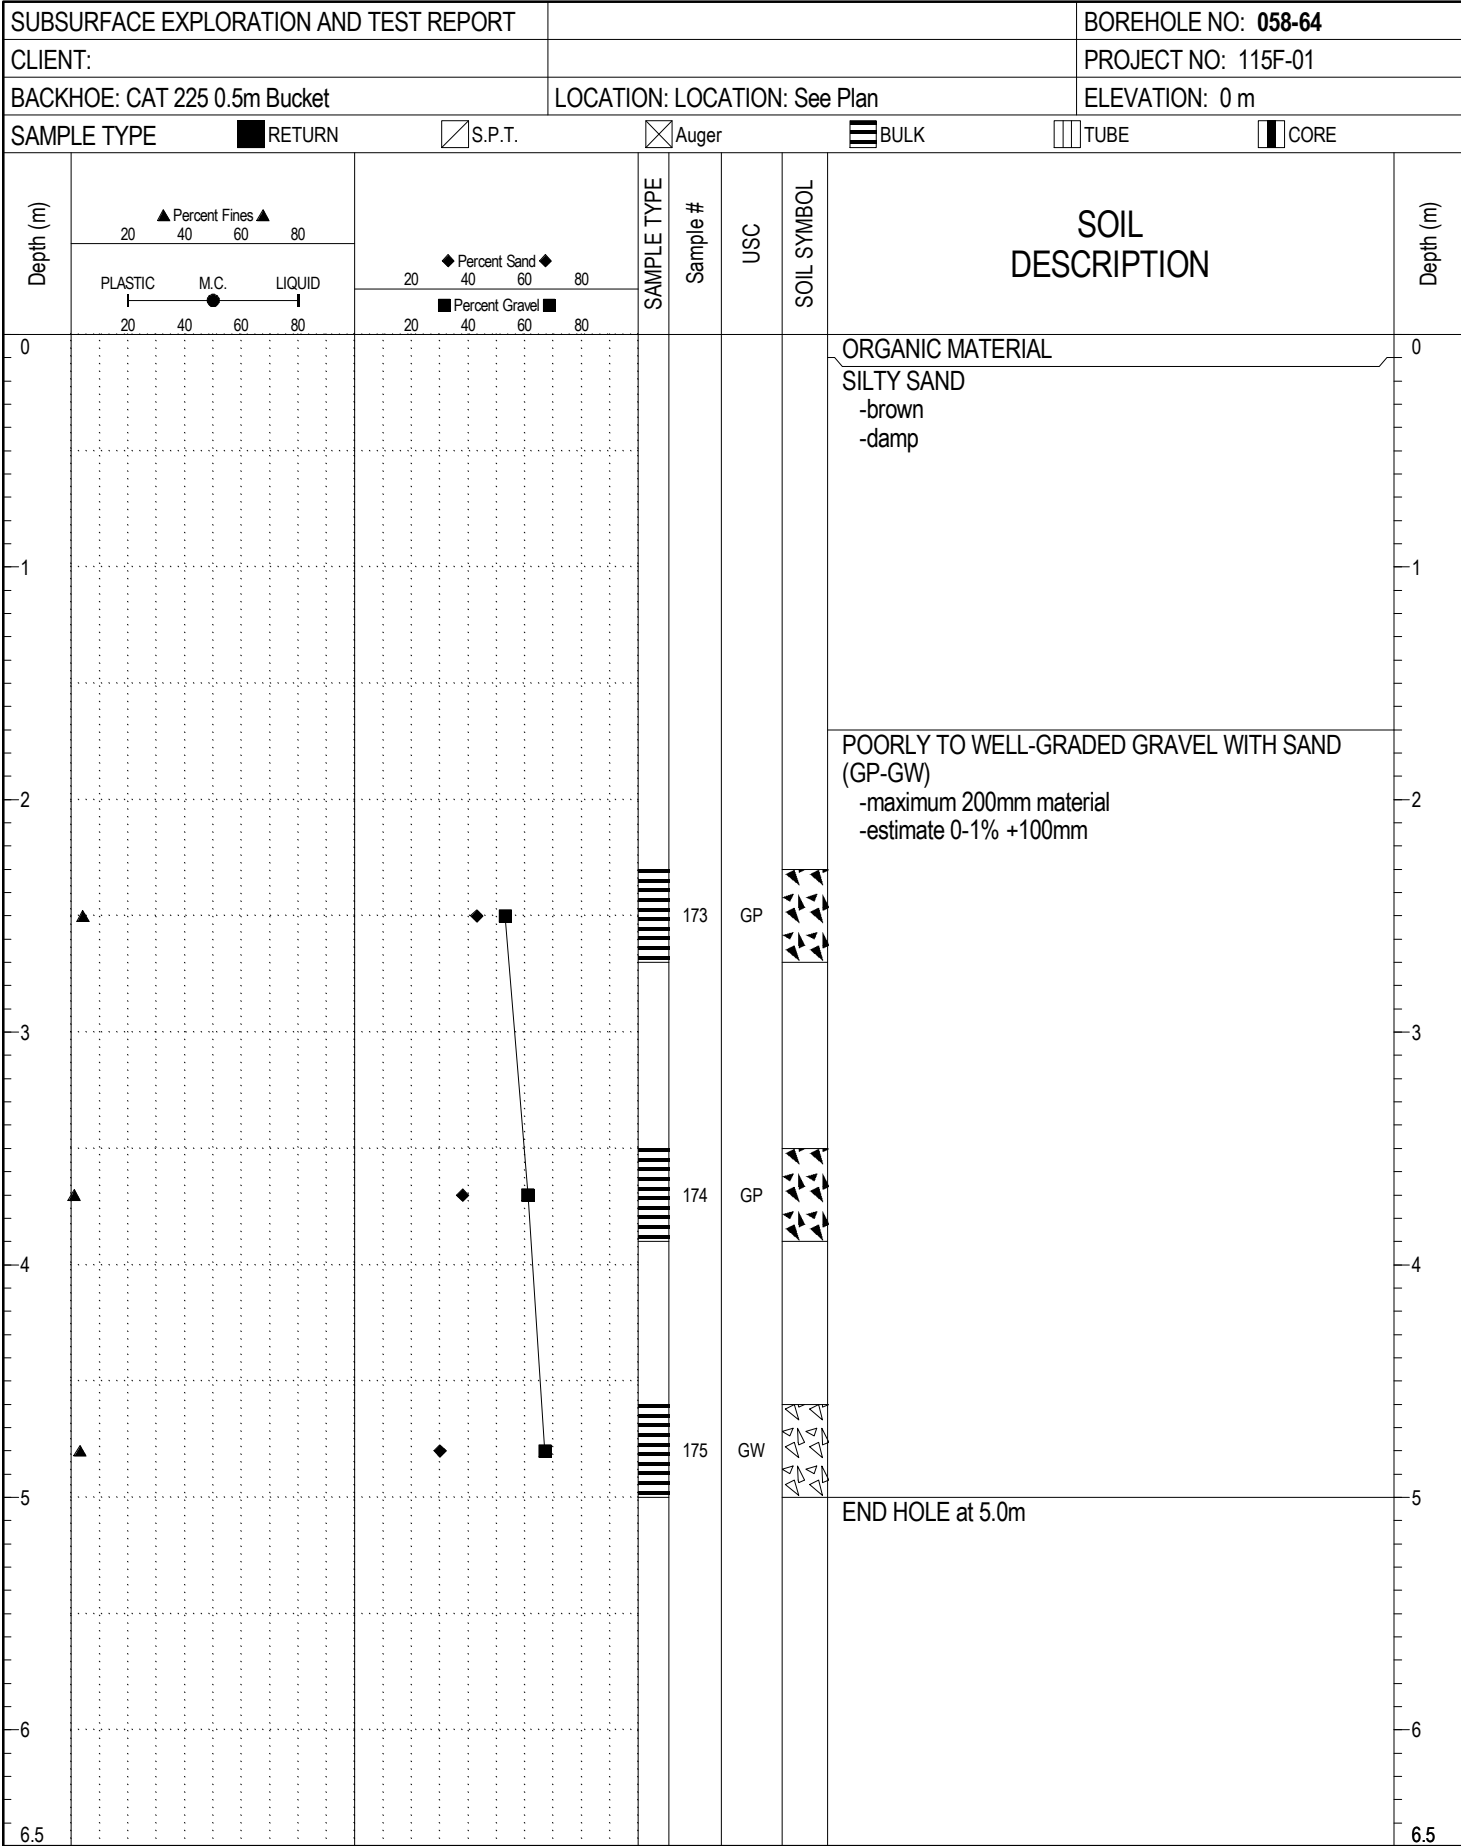 SUBSURFACE EXPLORATION AND TEST REPORT
BOREHOLE NO: 058-64
CLIENT:
PROJECT NO: 115F-01
BACKHOE: CAT 225 0.5m Bucket
LOCATION: LOCATION: See Plan
ELEVATION: 0 m
SAMPLE TYPE RETURN S.P.T. Auger BULK TUBE CORE
Depth (m)
▲ Percent Fines ▲
20 40 60 80
PLASTIC M.C. LIQUID
20 40 60 80
◆ Percent Sand ◆
20 40 60 80
■ Percent Gravel ■
20 40 60 80
SAMPLE TYPE
Sample #
USC
SOIL SYMBOL
SOIL
DESCRIPTION
Depth (m)
0 0
ORGANIC MATERIAL
SILTY SAND
-brown
-damp
1 1
POORLY TO WELL-GRADED GRAVEL WITH SAND
(GP-GW)
2 2
-maximum 200mm material
-estimate 0-1% +100mm
173 GP
3 3
174 GP
4 4
175 GW
5 5
END HOLE at 5.0m
6 6
6.5 6.5